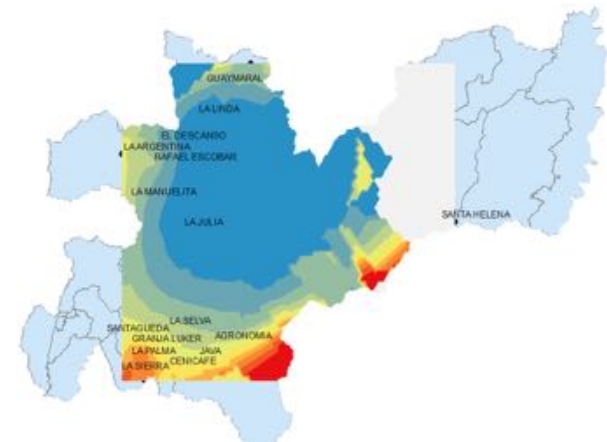 GUAYMARAL
LA LINDA
EL DESCANSO
LA ARGENTINA
RAFAEL ESCOBAR
LA MANUELITA
LA JULIA
SANTA HELENA
LA SELVA
SANTAGUEDA
GRANJA LUKER
AGRONOMIA
LA PALMA
JAVA
CENICAFE
LA SIERRA